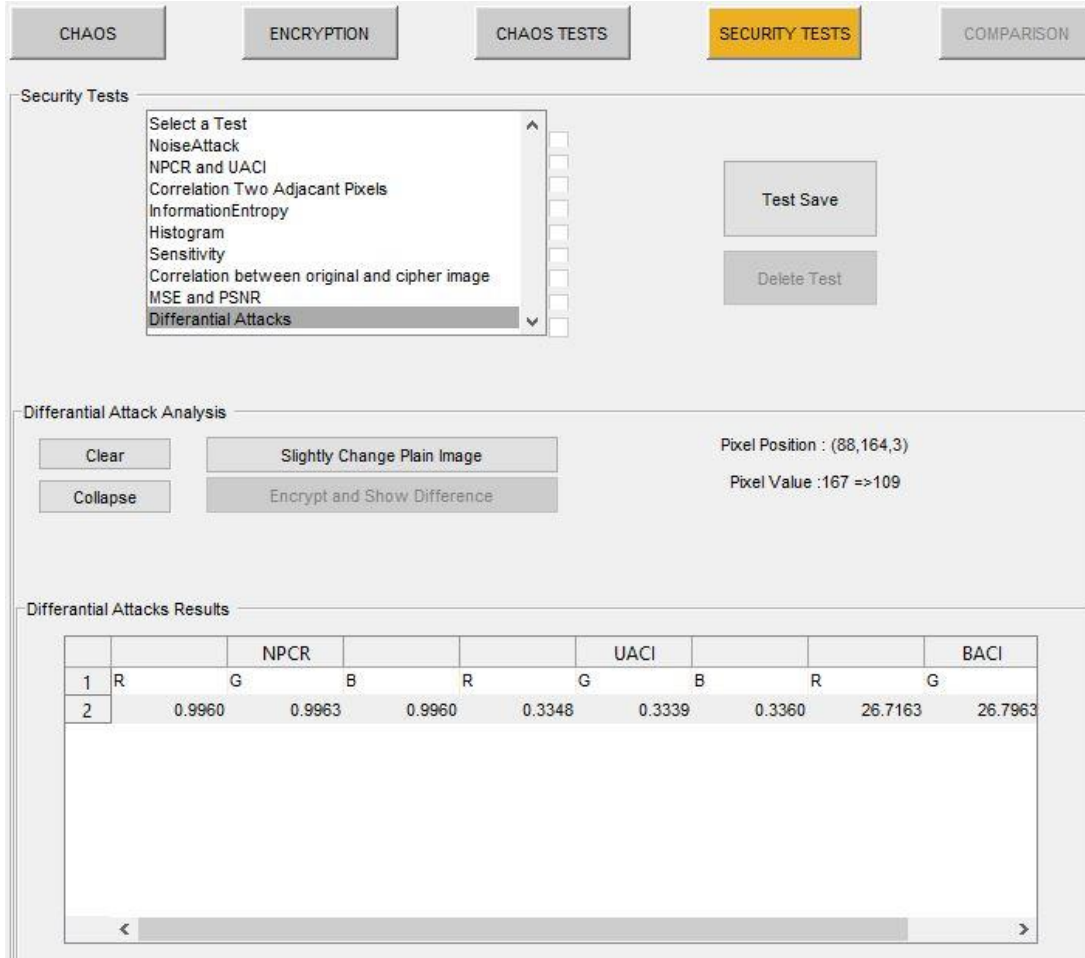 CHAOS ENCRYPTION CHAOS TESTS SECURITY TESTS COMPARISON
Security Tests
Select a Test
NoiseAttack
NPCR and UACI
Correlation Two Adjacant Pixels
InformationEntropy
Histogram
Sensitivity
Correlation between original and cipher image
MSE and PSNR
Differantial Attacks
Test Save
Delete Test
Differantial Attack Analysis
Clear Slightly Change Plain Image
Collapse Encrypt and Show Difference
Pixel Position : (88,164,3)
Pixel Value :167 =>109
Differantial Attacks Results
NPCR UACI BACI
1 R G B R G B R G
2 0.9960 0.9963 0.9960 0.3348 0.3339 0.3360 26.7163 26.7963